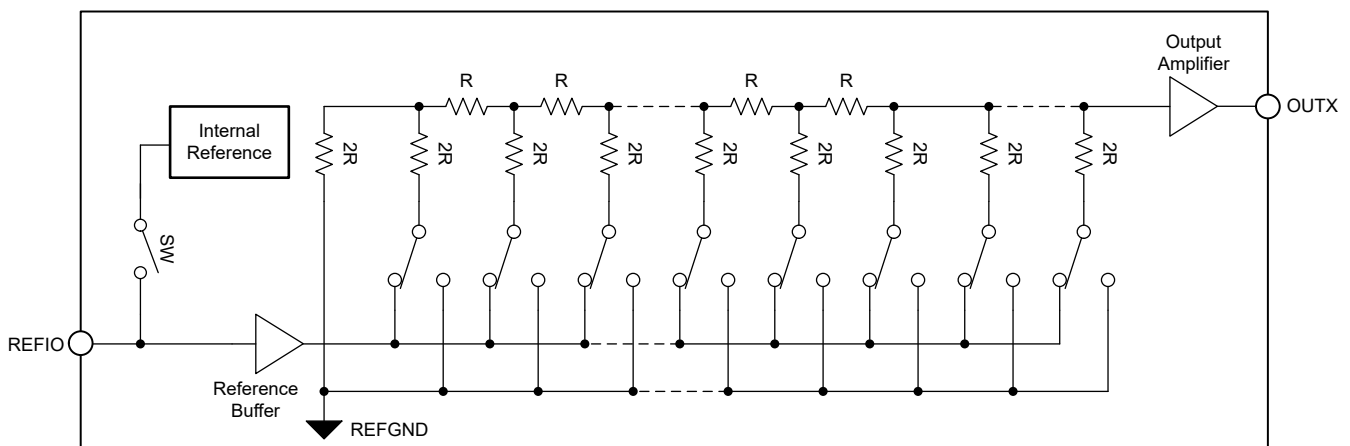 Output
Amplifier
R
R
R
R
OUTX
Internal
Reference
2R
2R
2R
2R
2R
2R
2R
2R
2R
SW
REFIO
Reference
Buffer
REFGND